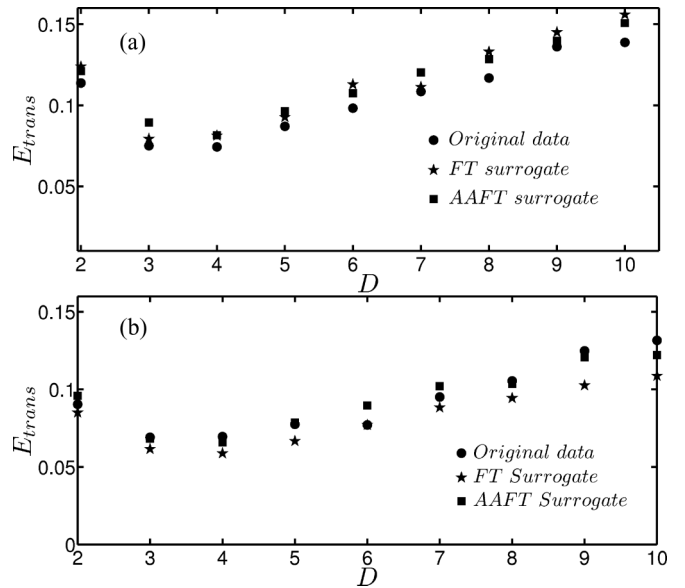 0.15
(a)
0.1
E_trans
Original data
FT surrogate
0.05
AAFT surrogate
2 3 4 5 6 7 8 9 10
D
0.15
(b)
0.1
E_trans
Original data
0.05
FT Surrogate
AAFT Surrogate
0
2 3 4 5 6 7 8 9 10
D